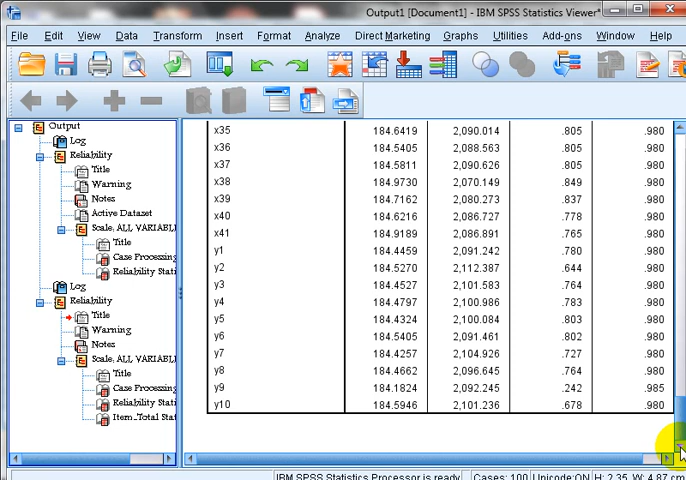 Output1 [Document1] - IBM SPSS Statistics Viewer*
File Edit View Data Transform Insert Format Analyze Direct Marketing Graphs Utilities Add-ons Window Help
Output
Log
Reliability
Title
Warning
Notes
Active Dataset
Scale: ALL VARIABL
Title
Case Processing
Reliability Stati
Log
Reliability
Title
Warning
Notes
Scale: ALL VARIABL
Title
Case Processing
Reliability Stati
Item-Total Stat
x35 184.6419 2,090.014 .805 .980
x36 184.5405 2,088.563 .805 .980
x37 184.5811 2,090.626 .805 .980
x38 184.9730 2,070.149 .849 .980
x39 184.7162 2,080.273 .837 .980
x40 184.6216 2,086.727 .778 .980
x41 184.9189 2,086.891 .765 .980
y1 184.4459 2,091.242 .780 .980
y2 184.5270 2,112.387 .644 .980
y3 184.4527 2,101.583 .764 .980
y4 184.4797 2,100.986 .783 .980
y5 184.4324 2,100.084 .803 .980
y6 184.5405 2,091.461 .802 .980
y7 184.4257 2,104.926 .727 .980
y8 184.4662 2,096.645 .764 .980
y9 184.1824 2,092.245 .242 .985
y10 184.5946 2,101.236 .678 .980
IBM SPSS Statistics Processor is ready Cases: 100 Unicode:ON H: 2.35, W: 4.87 cm